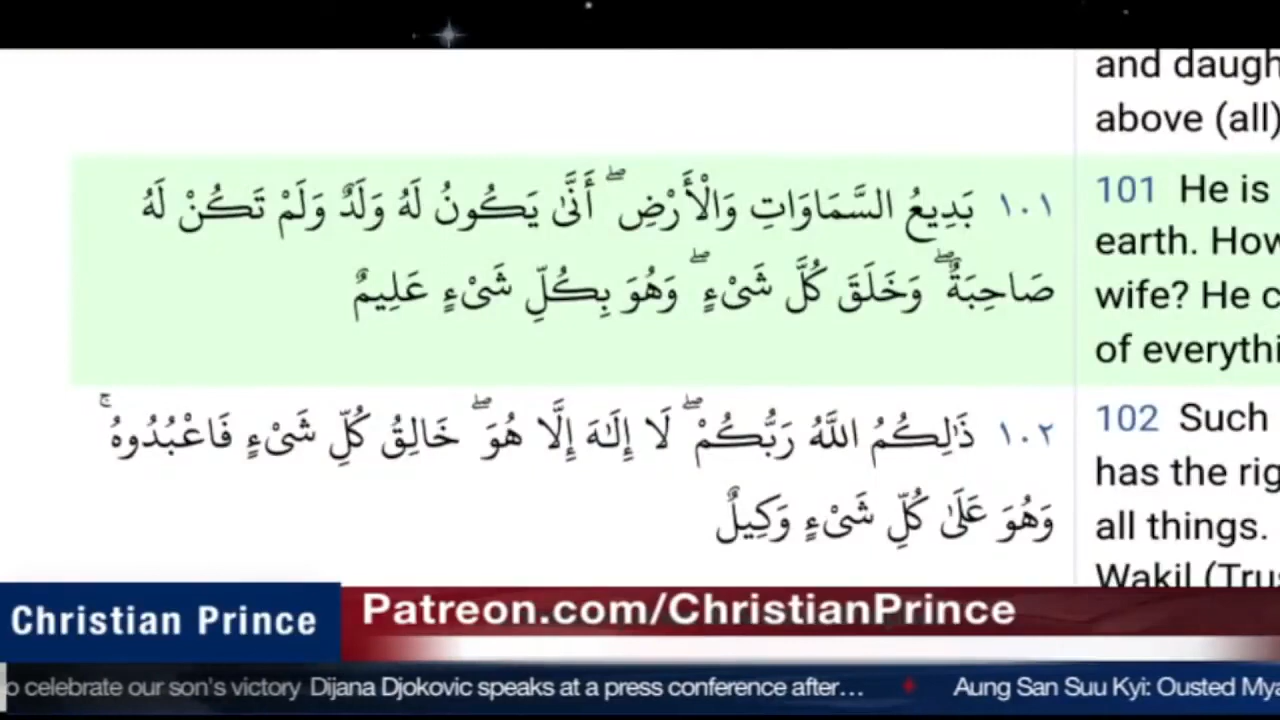 and daugh
above (all)
١٠١ بَدِيعُ السَّمَاوَاتِ وَالْأَرْضِ ۖ أَنَّىٰ يَكُونُ لَهُ وَلَدٌ وَلَمْ تَكُنْ لَهُ
صَاحِبَةٌ ۖ وَخَلَقَ كُلَّ شَىْءٍ ۖ وَهُوَ بِكُلِّ شَىْءٍ عَلِيمٌ
101 He is
earth. How
wife? He c
of everythi
١٠٢ ذَٰلِكُمُ اللَّهُ رَبُّكُمْ ۖ لَا إِلَٰهَ إِلَّا هُوَ ۖ خَالِقُ كُلِّ شَىْءٍ فَاعْبُدُوهُ ۚ
وَهُوَ عَلَىٰ كُلِّ شَىْءٍ وَكِيلٌ
102 Such
has the rig
all things.
Wakil (Trus
Christian Prince
Patreon.com/ChristianPrince
o celebrate our son's victory Dijana Djokovic speaks at a press conference after… Aung San Suu Kyi: Ousted Mya